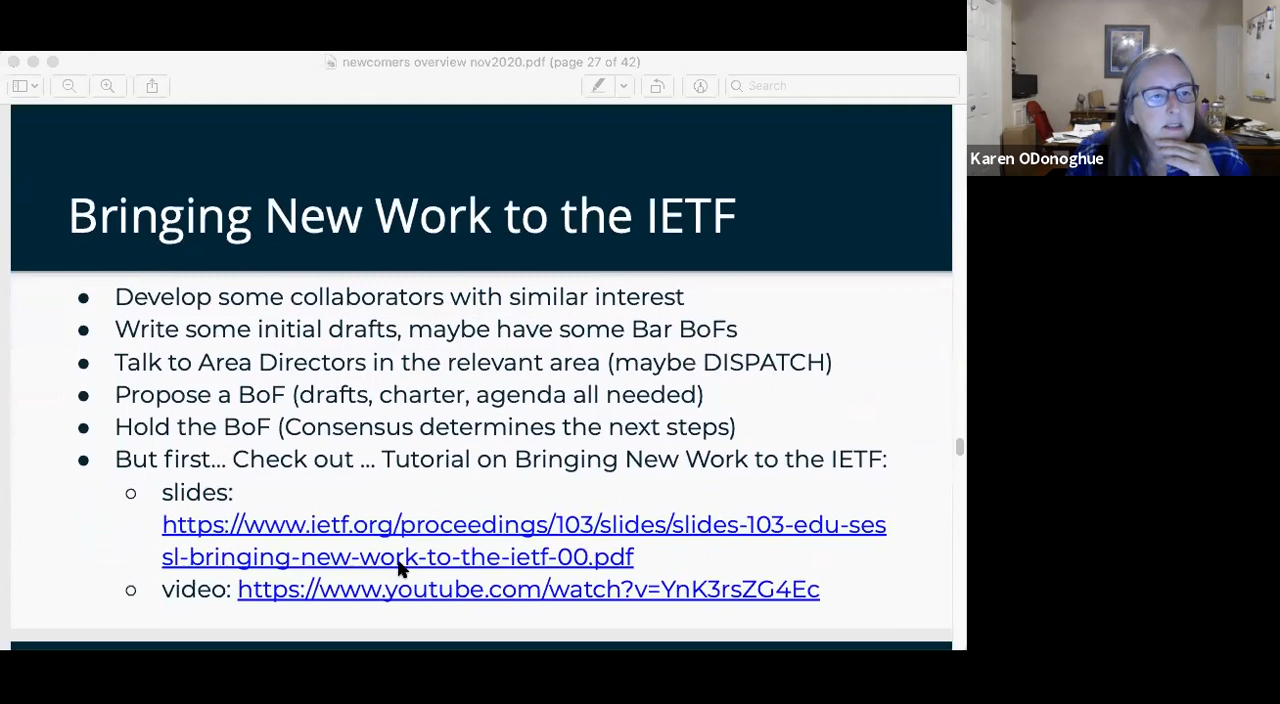 newcomers overview nov2020.pdf (page 27 of 42)
Search
Bringing New Work to the IETF
● Develop some collaborators with similar interest
● Write some initial drafts, maybe have some Bar BoFs
● Talk to Area Directors in the relevant area (maybe DISPATCH)
● Propose a BoF (drafts, charter, agenda all needed)
● Hold the BoF (Consensus determines the next steps)
● But first... Check out ... Tutorial on Bringing New Work to the IETF:
○ slides:
https://www.ietf.org/proceedings/103/slides/slides-103-edu-ses
sl-bringing-new-work-to-the-ietf-00.pdf
○ video: https://www.youtube.com/watch?v=YnK3rsZG4Ec
Karen ODonoghue